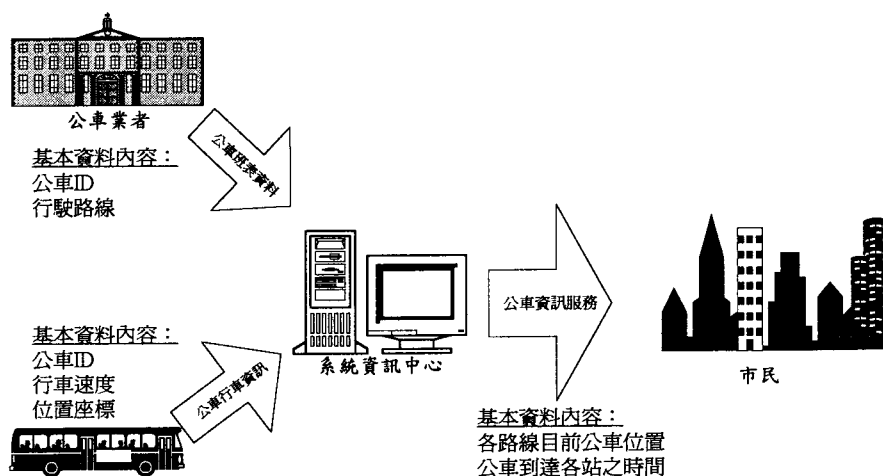 公車業者
基本資料內容：
公車ID
行駛路線
公車班表資料
基本資料內容：
公車ID
行車速度
位置座標
公車行車資訊
系統資訊中心
公車資訊服務
基本資料內容：
各路線目前公車位置
公車到達各站之時間
市民